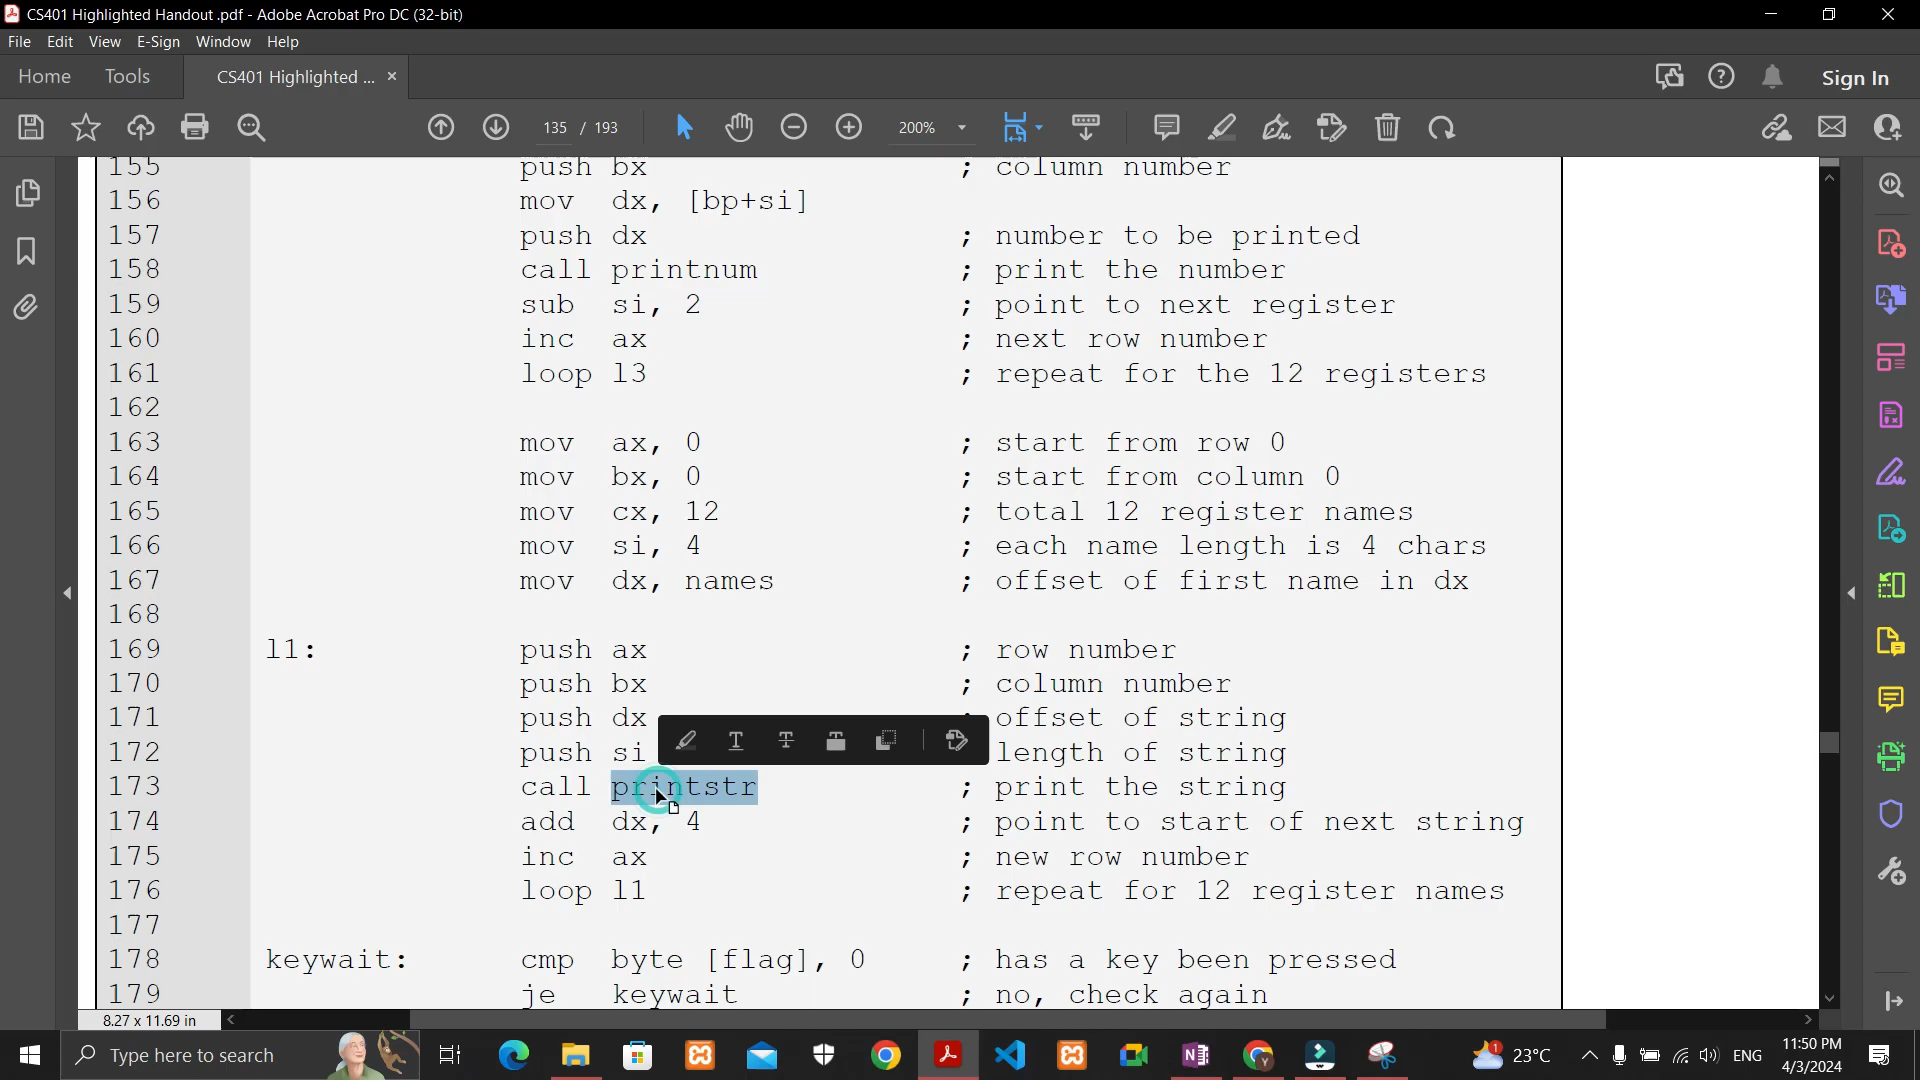 CS401 Highlighted Handout .pdf - Adobe Acrobat Pro DC (32-bit)
File Edit View E-Sign Window Help
Home Tools CS401 Highlighted ... × Sign In
135 / 193 200%
155 push bx ; column number
156 mov dx, [bp+si]
157 push dx ; number to be printed
158 call printnum ; print the number
159 sub si, 2 ; point to next register
160 inc ax ; next row number
161 loop l3 ; repeat for the 12 registers
162
163 mov ax, 0 ; start from row 0
164 mov bx, 0 ; start from column 0
165 mov cx, 12 ; total 12 register names
166 mov si, 4 ; each name length is 4 chars
167 mov dx, names ; offset of first name in dx
168
169 l1: push ax ; row number
170 push bx ; column number
171 push dx ; offset of string
172 push si length of string
173 call printstr ; print the string
174 add dx, 4 ; point to start of next string
175 inc ax ; new row number
176 loop l1 ; repeat for 12 register names
177
178 keywait: cmp byte [flag], 0 ; has a key been pressed
179 je keywait ; no, check again
8.27 x 11.69 in
Type here to search 1 23°C ENG 11:50 PM
4/3/2024